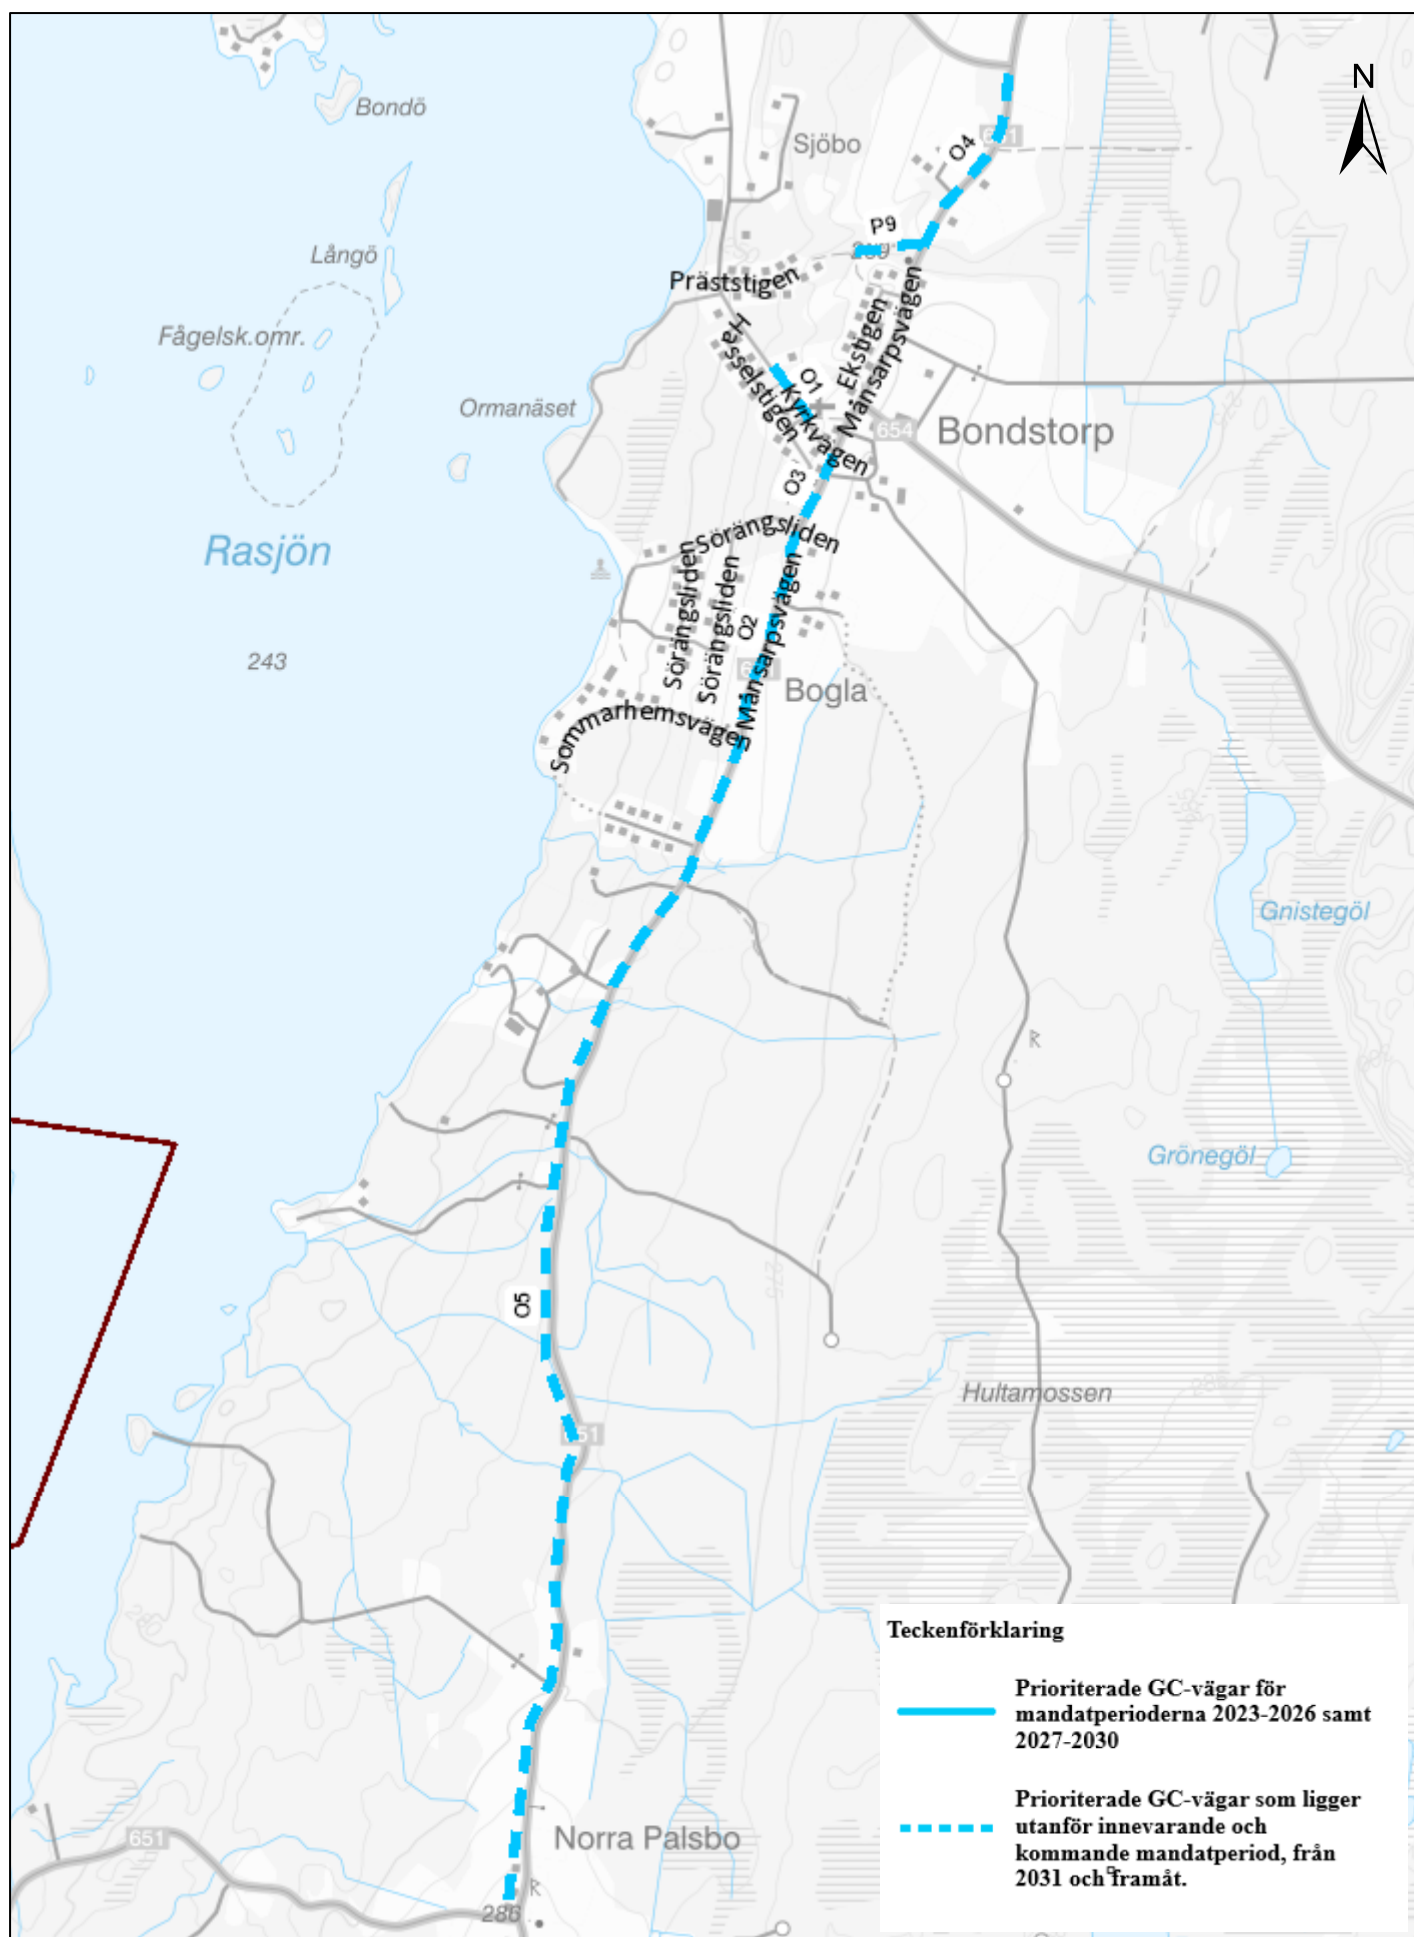 N
Bondö
Sjöbo
O4
P9
Långö
Präststigen
Fågelsk.omr.
Ekstigen
Månsarpsvägen
Hasselstigen
O1
Kyrkvägen
Ormanäset
654
Bondstorp
O3
Sörängsliden
Rasjön
Sörängsliden
Sörängsliden
O2
Månsarpsvägen
243
Bogla
Sommarhemsvägen
Gnistegöl
Grönegöl
276
O5
Hultamossen
Norra Palsbo
651
286
Teckenförklaring
Prioriterade GC-vägar för
mandatperioderna 2023-2026 samt
2027-2030
Prioriterade GC-vägar som ligger
utanför innevarande och
kommande mandatperiod, från
2031 och framåt.